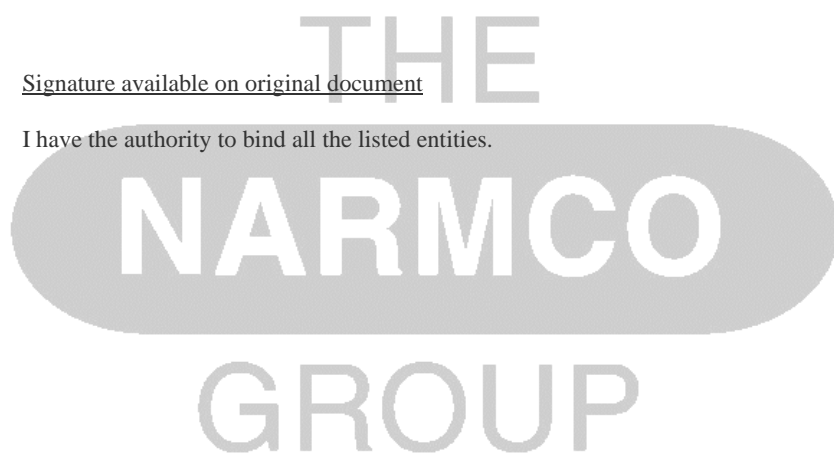 THE
Signature available on original document
I have the authority to bind all the listed entities.
NARMCO
GROUP